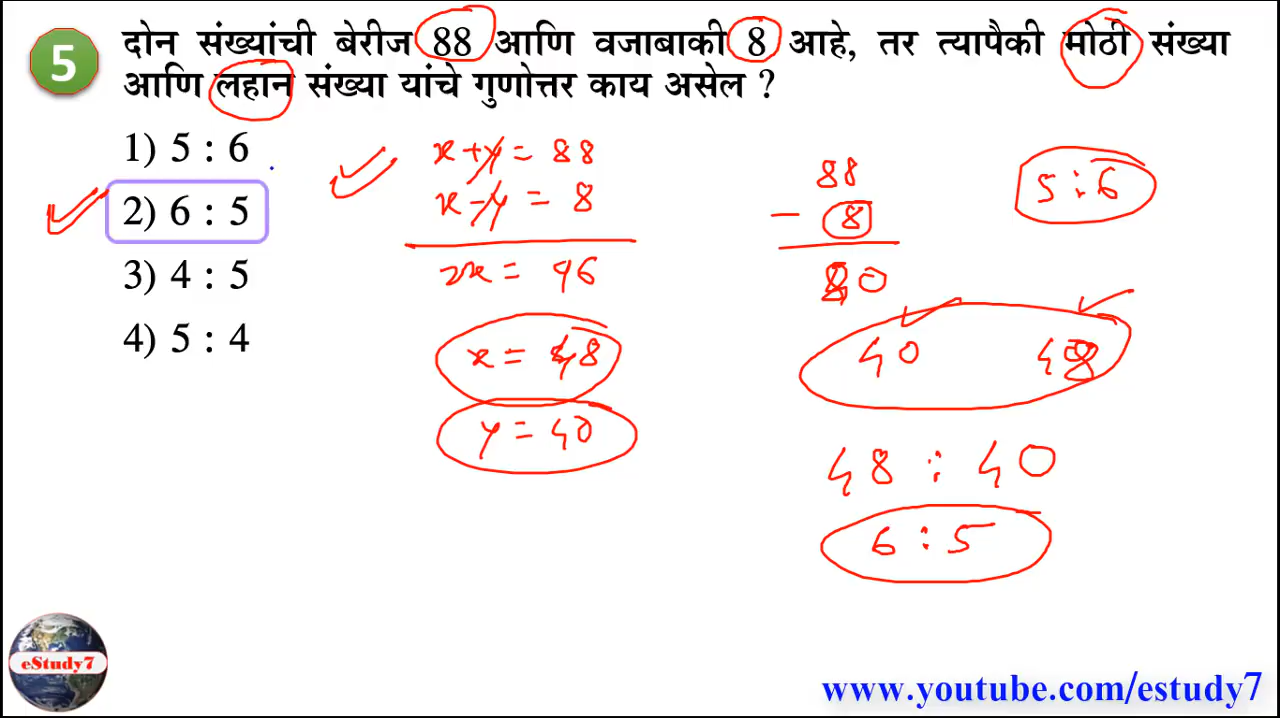 5
दोन संख्यांची बेरीज 88 आणि वजाबाकी 8 आहे, तर त्यापैकी मोठी संख्या
आणि लहान संख्या यांचे गुणोत्तर काय असेल ?
1) 5 : 6
2) 6 : 5
3) 4 : 5
4) 5 : 4
x + y = 88
x - y = 8
2x = 96
x = 48
y = 40
88
- 8
80
40 48
48 : 40
6 : 5
5 : 6
eStudy7
www.youtube.com/estudy7